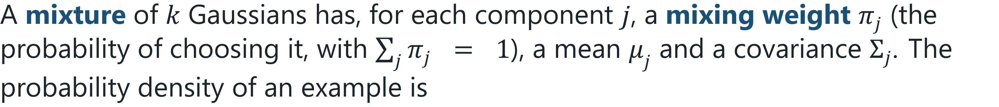 A mixture of k Gaussians has, for each component j, a mixing weight π_j (the
probability of choosing it, with ∑_j π_j = 1), a mean μ_j and a covariance Σ_j. The
probability density of an example is